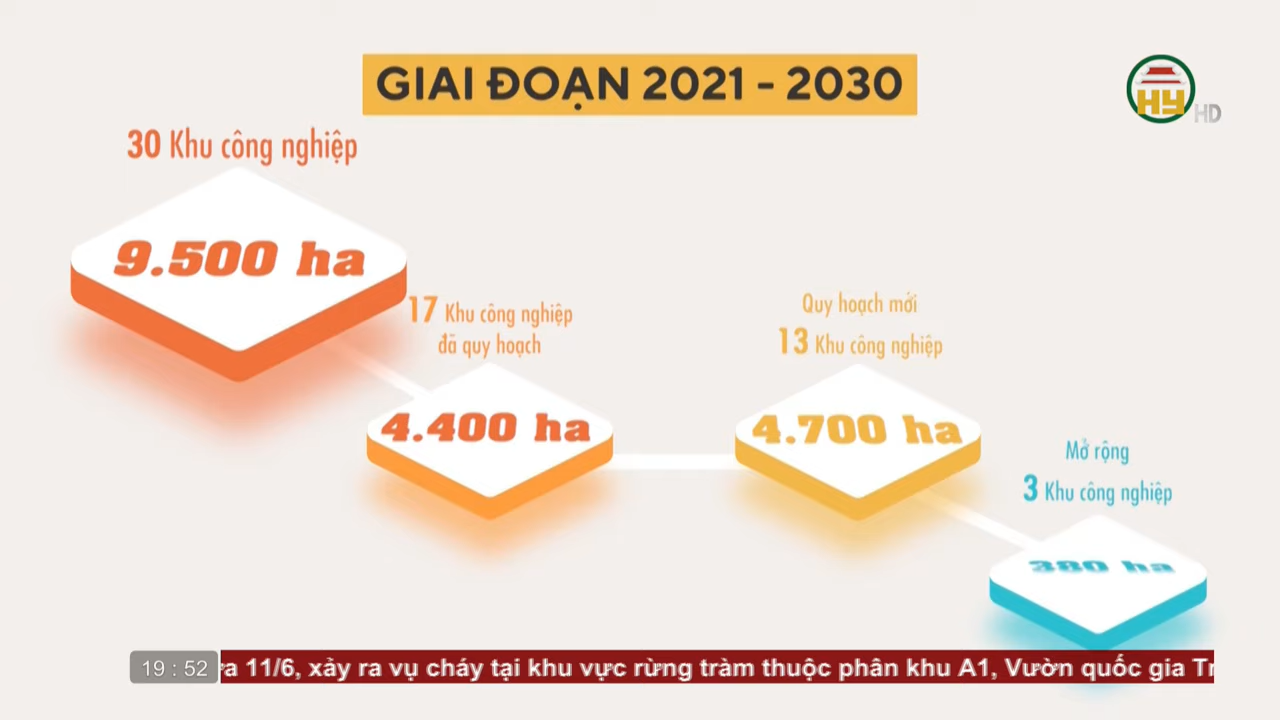 GIAI ĐOẠN 2021 - 2030
HY HD
30 Khu công nghiệp
9.500 ha
17 Khu công nghiệp
đã quy hoạch
4.400 ha
Quy hoạch mới
13 Khu công nghiệp
4.700 ha
Mở rộng
3 Khu công nghiệp
380 ha
19 : 52
11/6, xảy ra vụ cháy tại khu vực rừng tràm thuộc phân khu A1, Vườn quốc gia